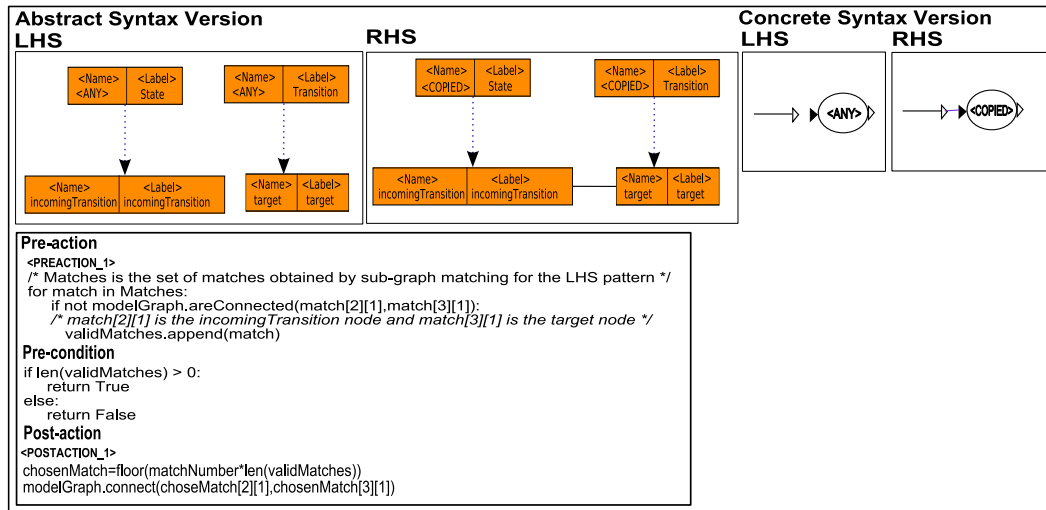 Abstract Syntax Version
LHS
RHS
Concrete Syntax Version
LHS
RHS
<Name> <Label>
<ANY> State
<Name> <Label>
<ANY> Transition
<Name> <Label>
incomingTransition incomingTransition
<Name> <Label>
target target
<Name> <Label>
<COPIED> State
<Name> <Label>
<COPIED> Transition
<Name> <Label>
incomingTransition incomingTransition
<Name> <Label>
target target
<ANY>
<COPIED>
Pre-action
<PREACTION_1>
/* Matches is the set of matches obtained by sub-graph matching for the LHS pattern */
for match in Matches:
if not modelGraph.areConnected(match[2][1],match[3][1]):
/* match[2][1] is the incomingTransition node and match[3][1] is the target node */
validMatches.append(match)
Pre-condition
if len(validMatches) > 0:
return True
else:
return False
Post-action
<POSTACTION_1>
chosenMatch=floor(matchNumber*len(validMatches))
modelGraph.connect(choseMatch[2][1],chosenMatch[3][1])